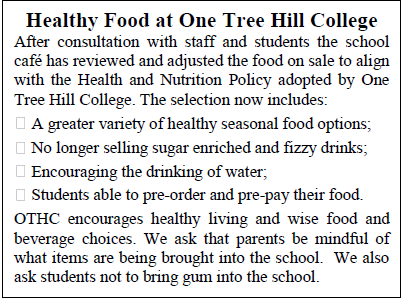 Healthy Food at One Tree Hill College
After consultation with staff and students the school
café has reviewed and adjusted the food on sale to align
with the Health and Nutrition Policy adopted by One
Tree Hill College. The selection now includes:
A greater variety of healthy seasonal food options;
No longer selling sugar enriched and fizzy drinks;
Encouraging the drinking of water;
Students able to pre-order and pre-pay their food.
OTHC encourages healthy living and wise food and
beverage choices. We ask that parents be mindful of
what items are being brought into the school.  We also
ask students not to bring gum into the school.